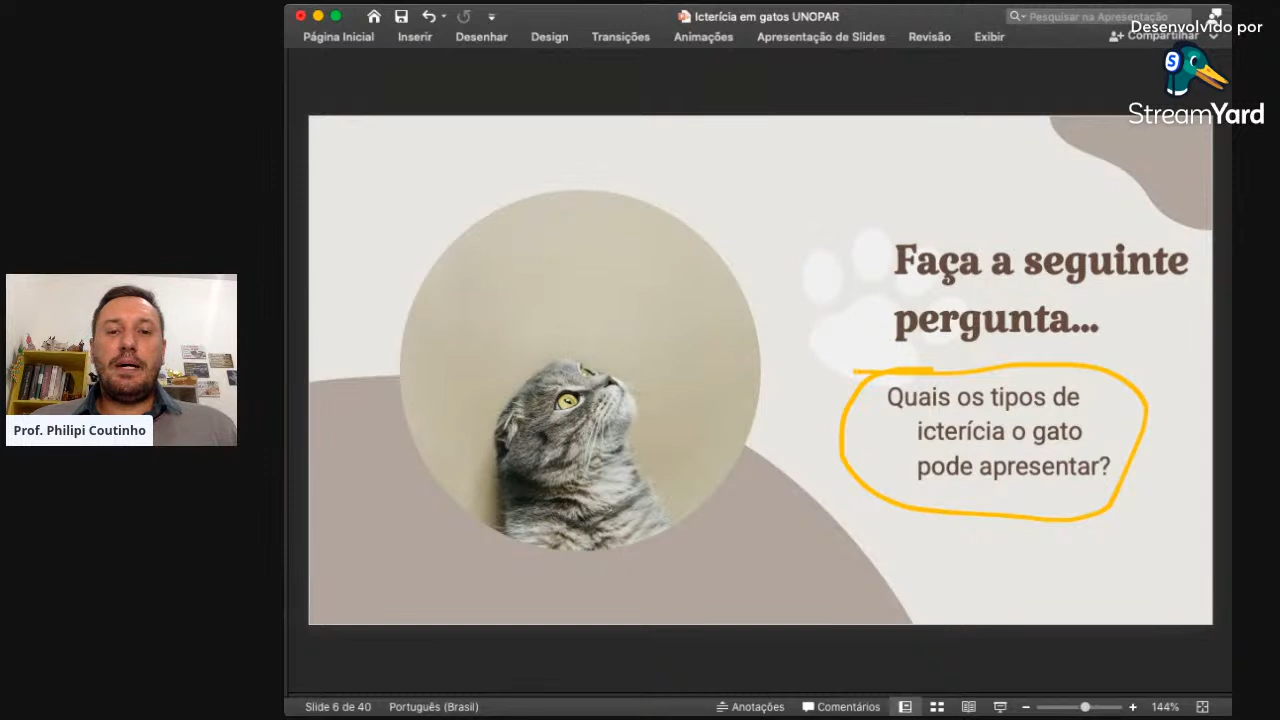 Icterícia em gatos UNOPAR
Pesquisar na Apresentação
Página Inicial Inserir Desenhar Design Transições Animações Apresentação de Slides Revisão Exibir Compartilhar
Desenvolvido por
S
StreamYard
Faça a seguinte
pergunta...
Quais os tipos de
icterícia o gato
pode apresentar?
Prof. Philipi Coutinho
Slide 6 de 40 Português (Brasil) Anotações Comentários 144%